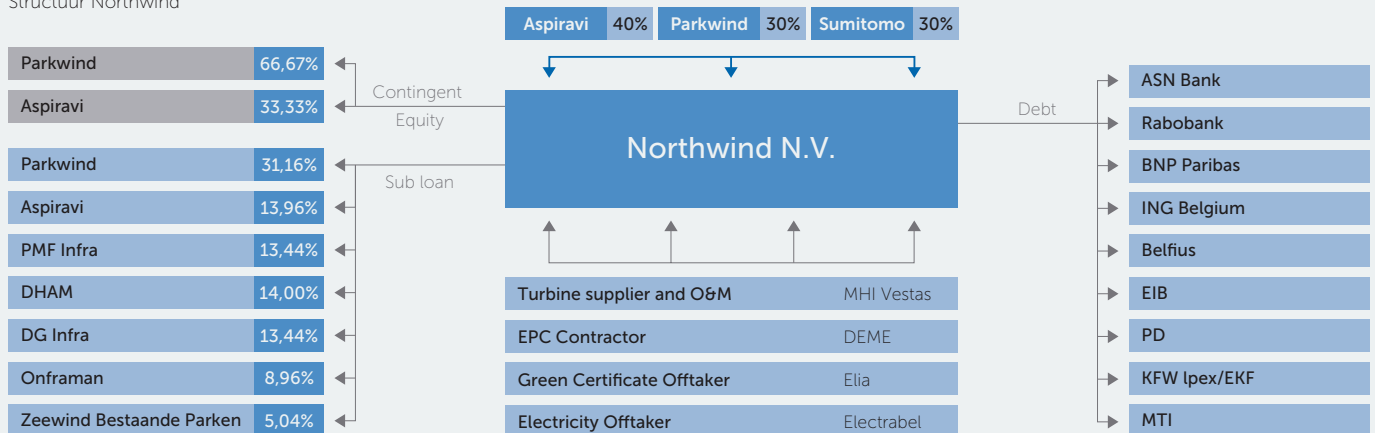 Structuur Northwind
Aspiravi 40% Parkwind 30% Sumitomo 30%
Parkwind 66,67%
Aspiravi 33,33%
Contingent
Equity
Parkwind 31,16%
Aspiravi 13,96%
PMF Infra 13,44%
DHAM 14,00%
DG Infra 13,44%
Onframan 8,96%
Zeewind Bestaande Parken 5,04%
Sub loan
Northwind N.V.
Turbine supplier and O&M MHI Vestas
EPC Contractor DEME
Green Certificate Offtaker Elia
Electricity Offtaker Electrabel
Debt
ASN Bank
Rabobank
BNP Paribas
ING Belgium
Belfius
EIB
PD
KFW lpex/EKF
MTI